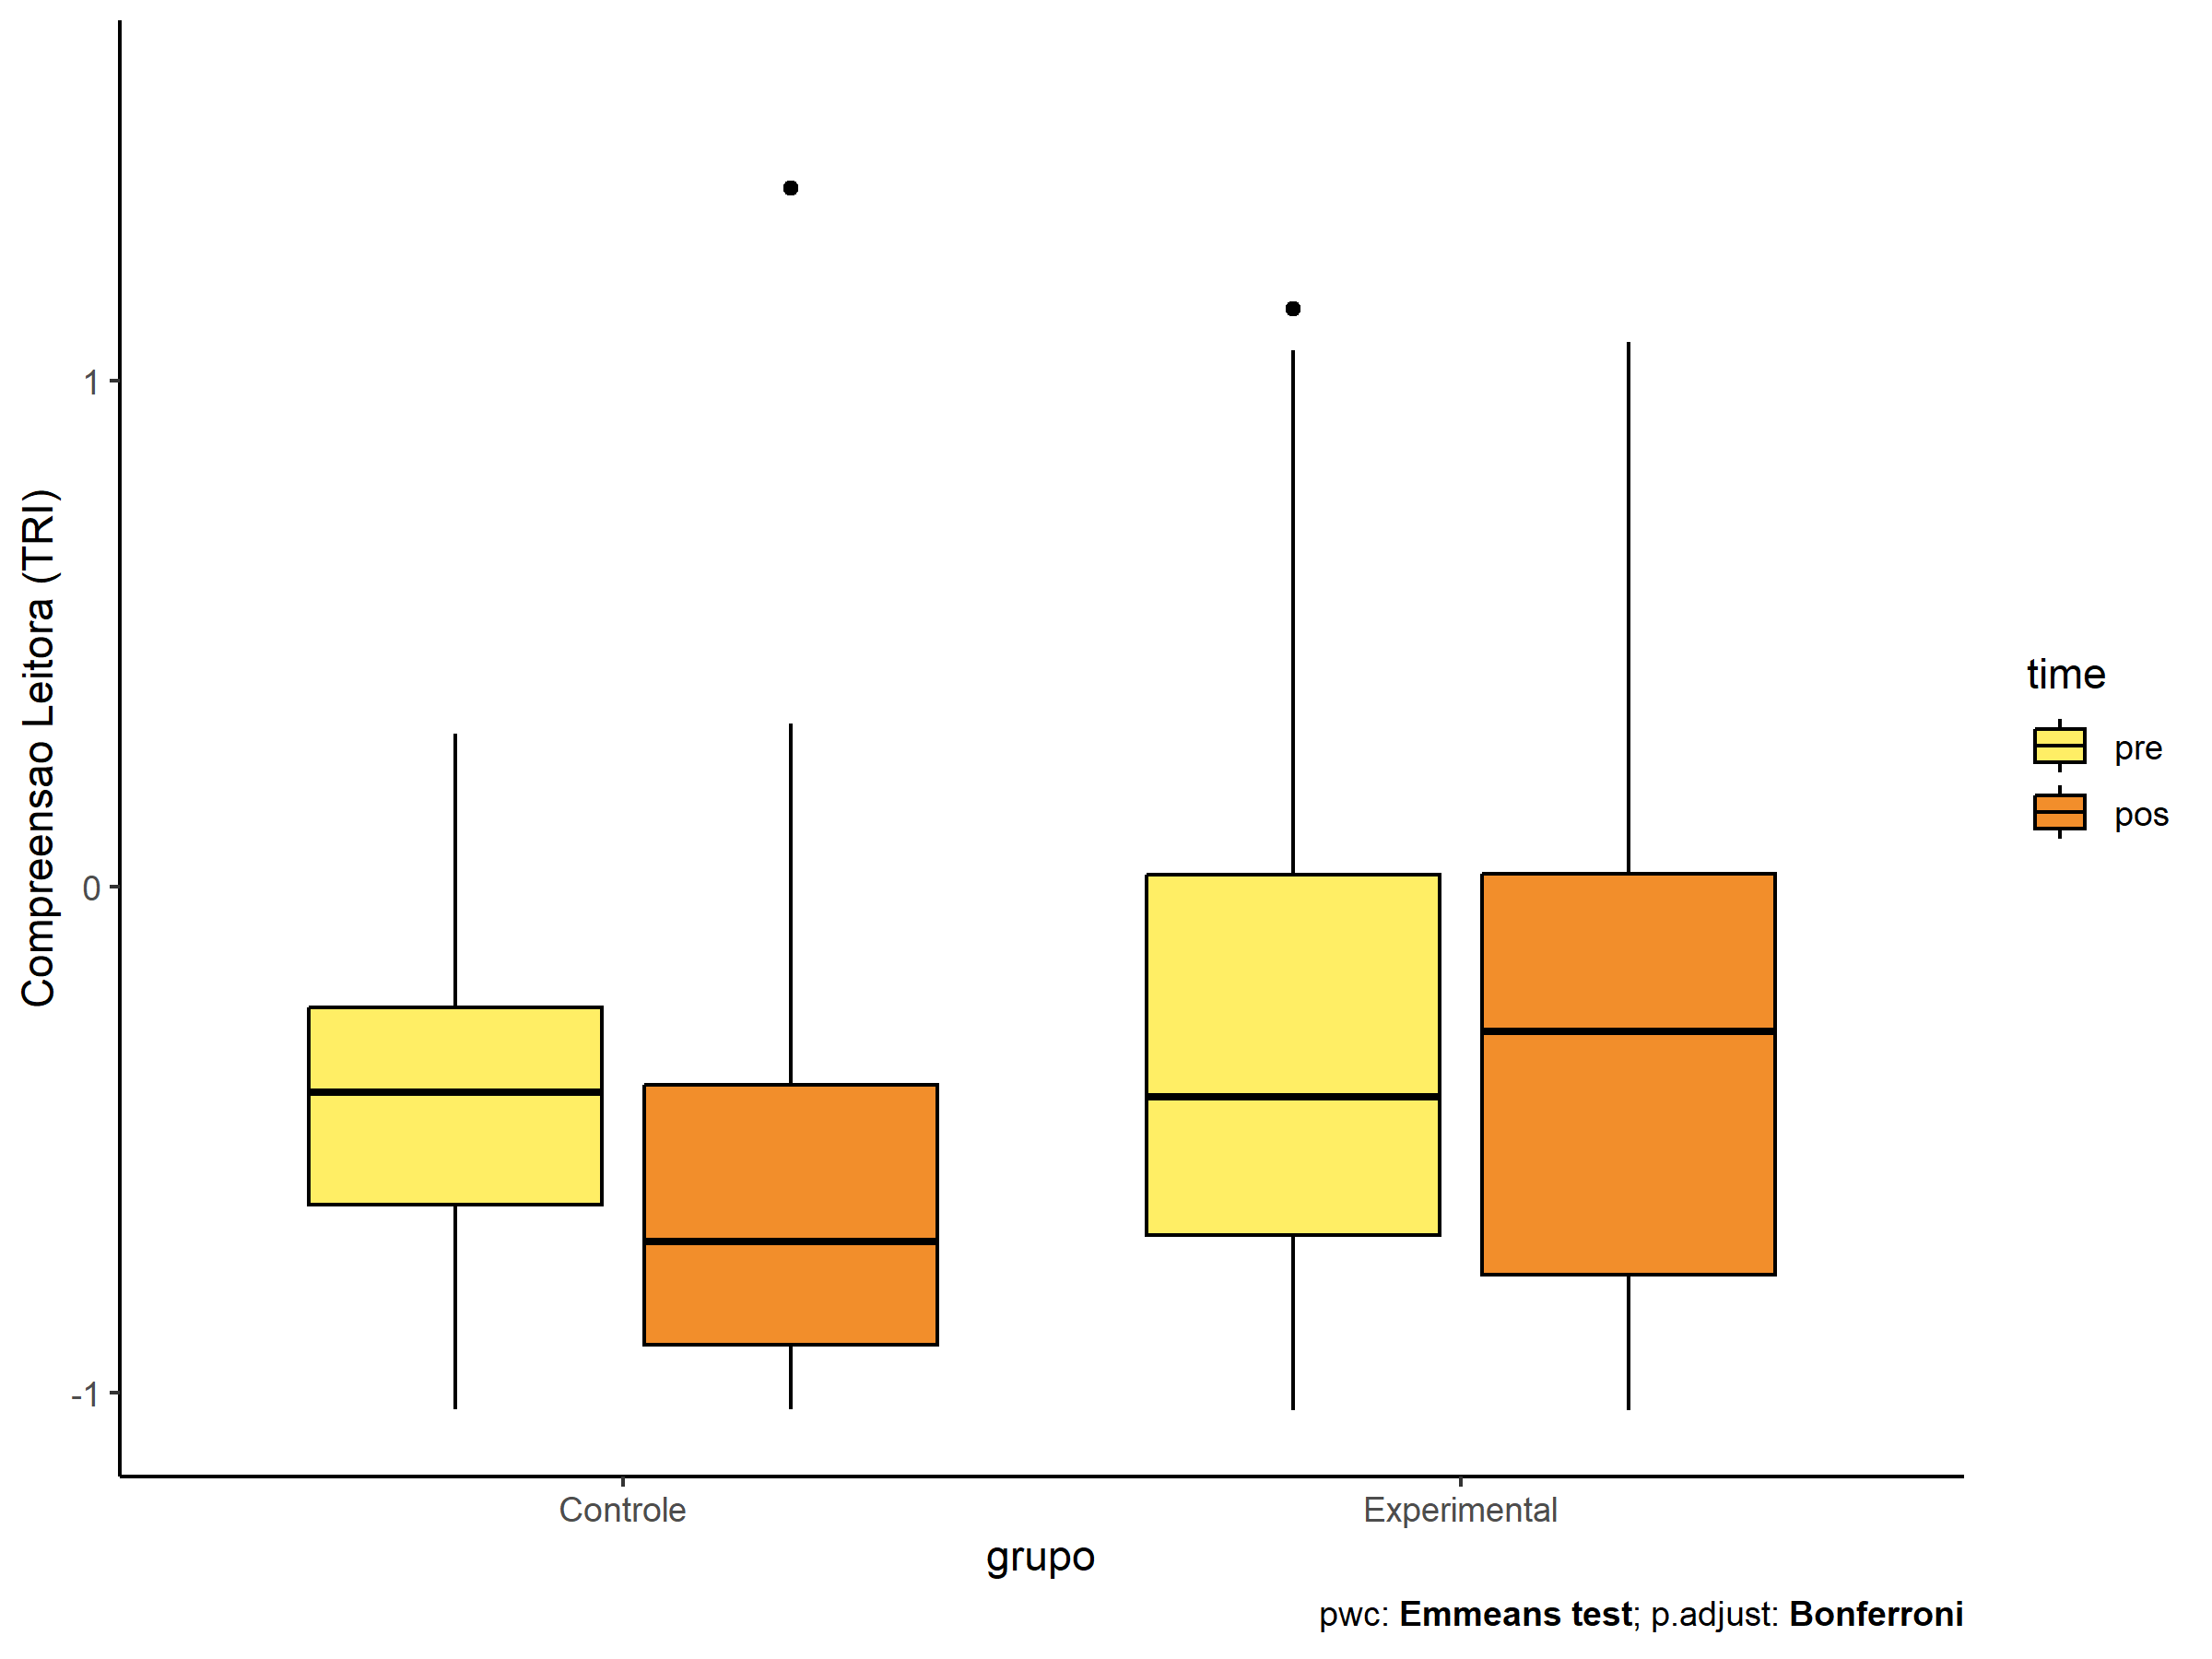 Compreensao Leitora (TRI)
1
0
-1
Controle
Experimental
grupo
time
pre
pos
pwc: Emmeans test; p.adjust: Bonferroni